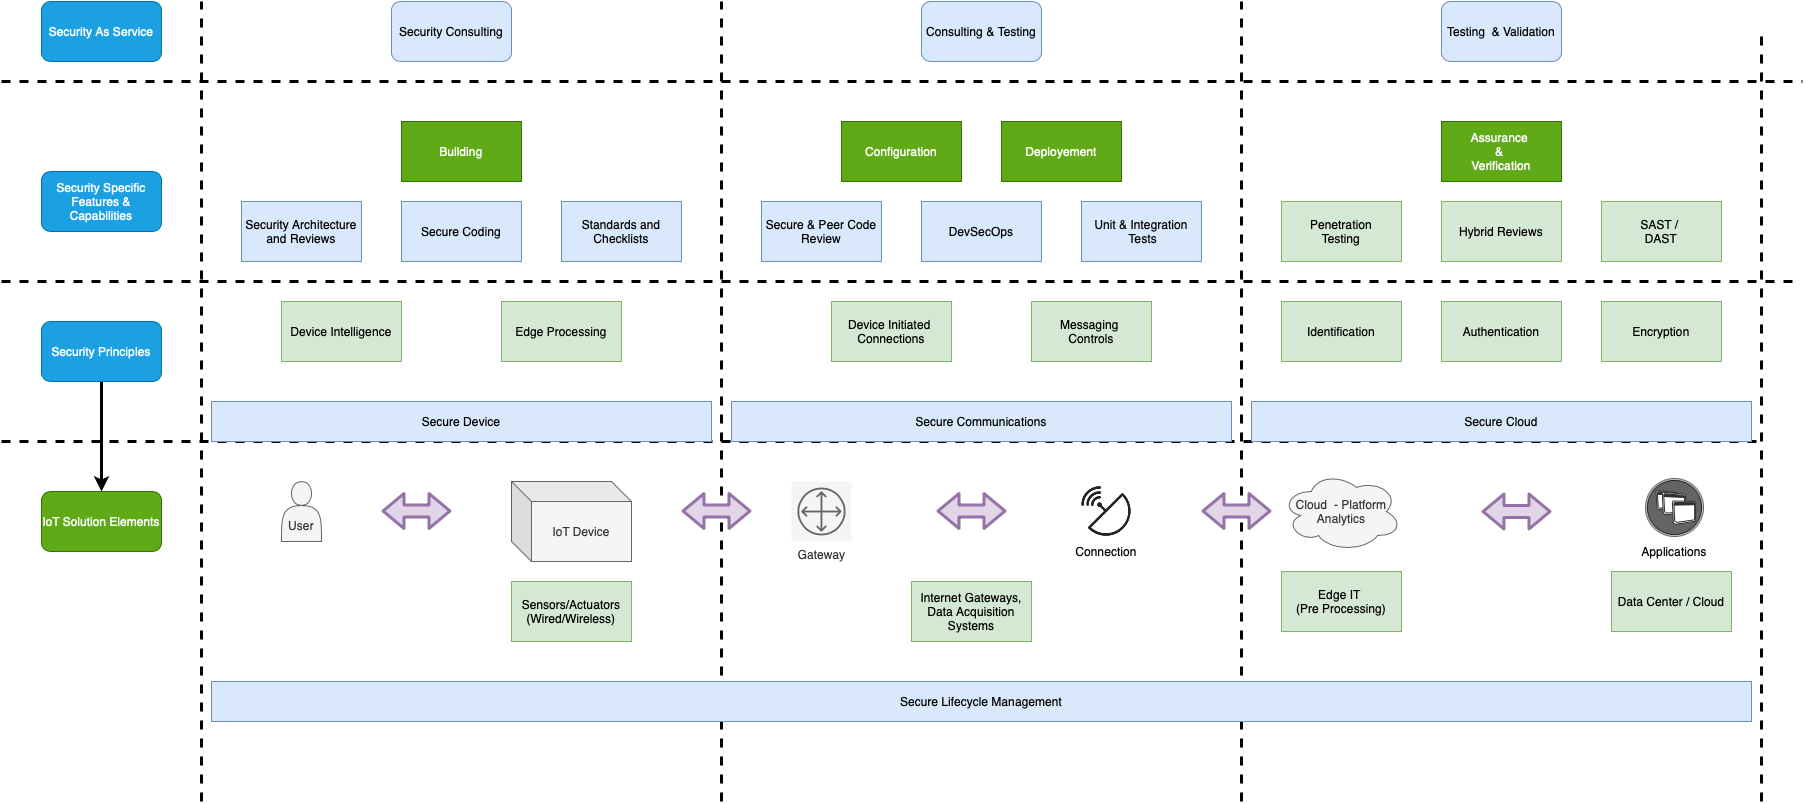 Security As Service
Security Consulting
Consulting & Testing
Testing & Validation
Building
Configuration
Deployement
Assurance
&
Verification
Security Specific
Features &
Capabilities
Security Architecture
and Reviews
Secure Coding
Standards and
Checklists
Secure & Peer Code
Review
DevSecOps
Unit & Integration
Tests
Penetration
Testing
Hybrid Reviews
SAST /
DAST
Security Principles
Device Intelligence
Edge Processing
Device Initiated
Connections
Messaging
Controls
Identification
Authentication
Encryption
Secure Device
Secure Communications
Secure Cloud
IoT Solution Elements
User
IoT Device
Gateway
Connection
Cloud - Platform
Analytics
Applications
Sensors/Actuators
(Wired/Wireless)
Internet Gateways,
Data Acquisition
Systems
Edge IT
(Pre Processing)
Data Center / Cloud
Secure Lifecycle Management